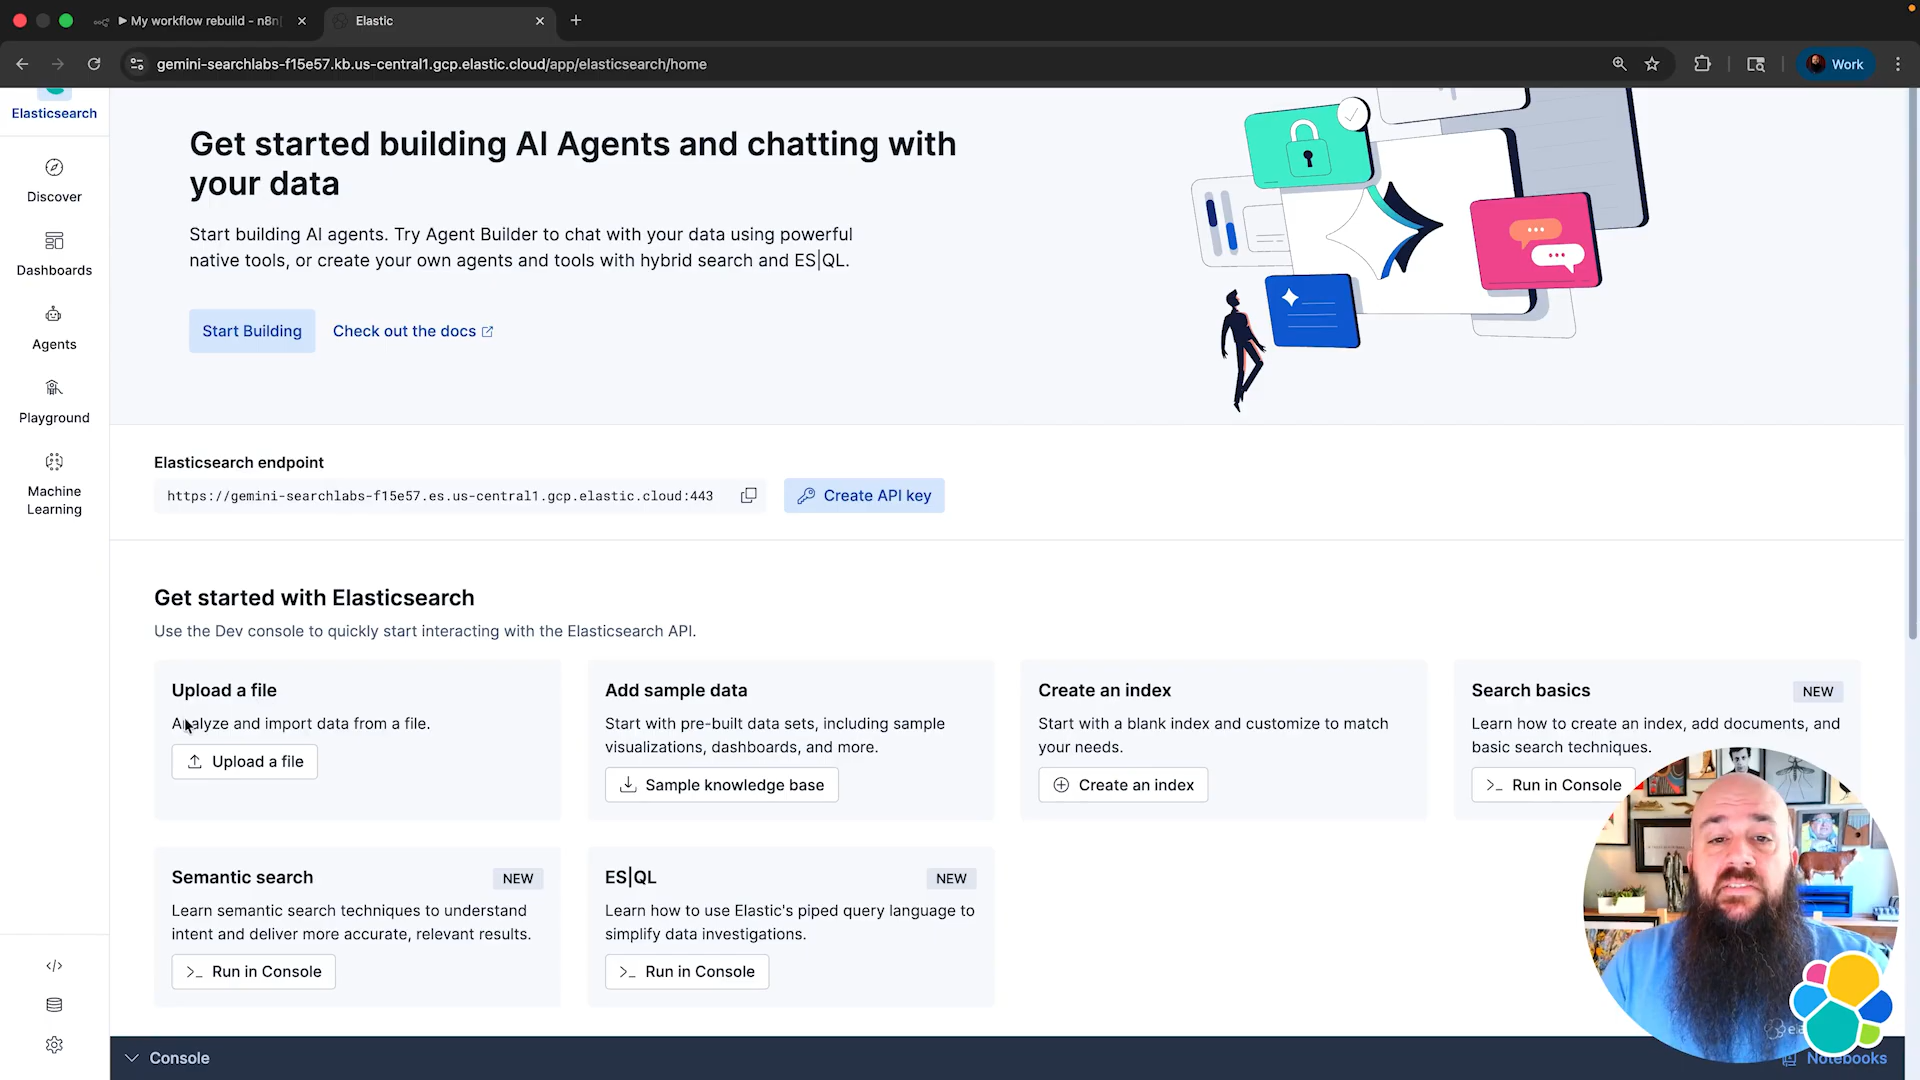 My workflow rebuild - n8n[
Elastic
gemini-searchlabs-f15e57.kb.us-central1.gcp.elastic.cloud/app/elasticsearch/home
Work
Elasticsearch
Discover
Dashboards
Agents
Playground
Machine
Learning
Get started building AI Agents and chatting with
your data
Start building AI agents. Try Agent Builder to chat with your data using powerful
native tools, or create your own agents and tools with hybrid search and ES|QL.
Start Building
Check out the docs
Elasticsearch endpoint
https://gemini-searchlabs-f15e57.es.us-central1.gcp.elastic.cloud:443
Create API key
Get started with Elasticsearch
Use the Dev console to quickly start interacting with the Elasticsearch API.
Upload a file
Analyze and import data from a file.
Upload a file
Add sample data
Start with pre-built data sets, including sample
visualizations, dashboards, and more.
Sample knowledge base
Create an index
Start with a blank index and customize to match
your needs.
Create an index
Search basics
NEW
Learn how to create an index, add documents, and
basic search techniques.
Run in Console
Semantic search
NEW
Learn semantic search techniques to understand
intent and deliver more accurate, relevant results.
Run in Console
ES|QL
NEW
Learn how to use Elastic's piped query language to
simplify data investigations.
Run in Console
Console
Notebooks